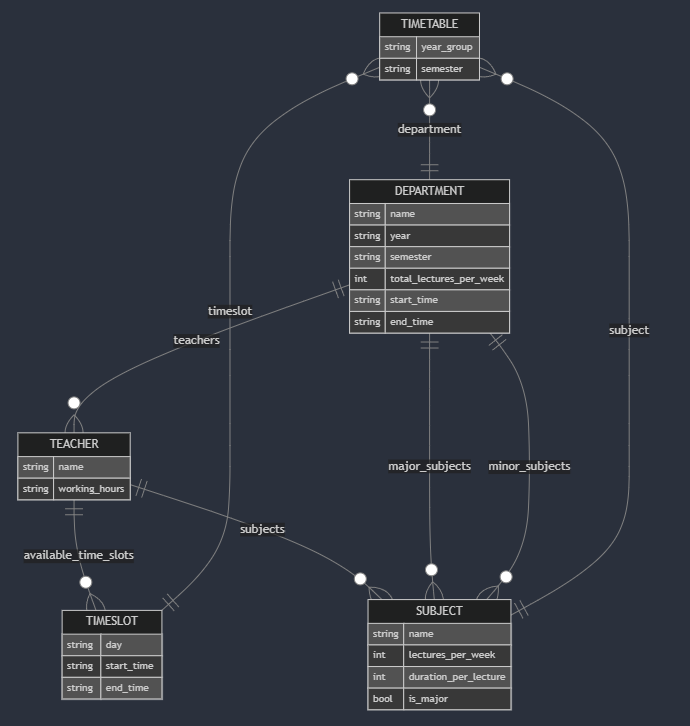 TIMETABLE
string year_group
string semester
department
DEPARTMENT
string name
string year
string semester
int total_lectures_per_week
string start_time
string end_time
timeslot
subject
teachers
TEACHER
string name
string working_hours
major_subjects
minor_subjects
subjects
available_time_slots
SUBJECT
string name
int lectures_per_week
int duration_per_lecture
bool is_major
TIMESLOT
string day
string start_time
string end_time